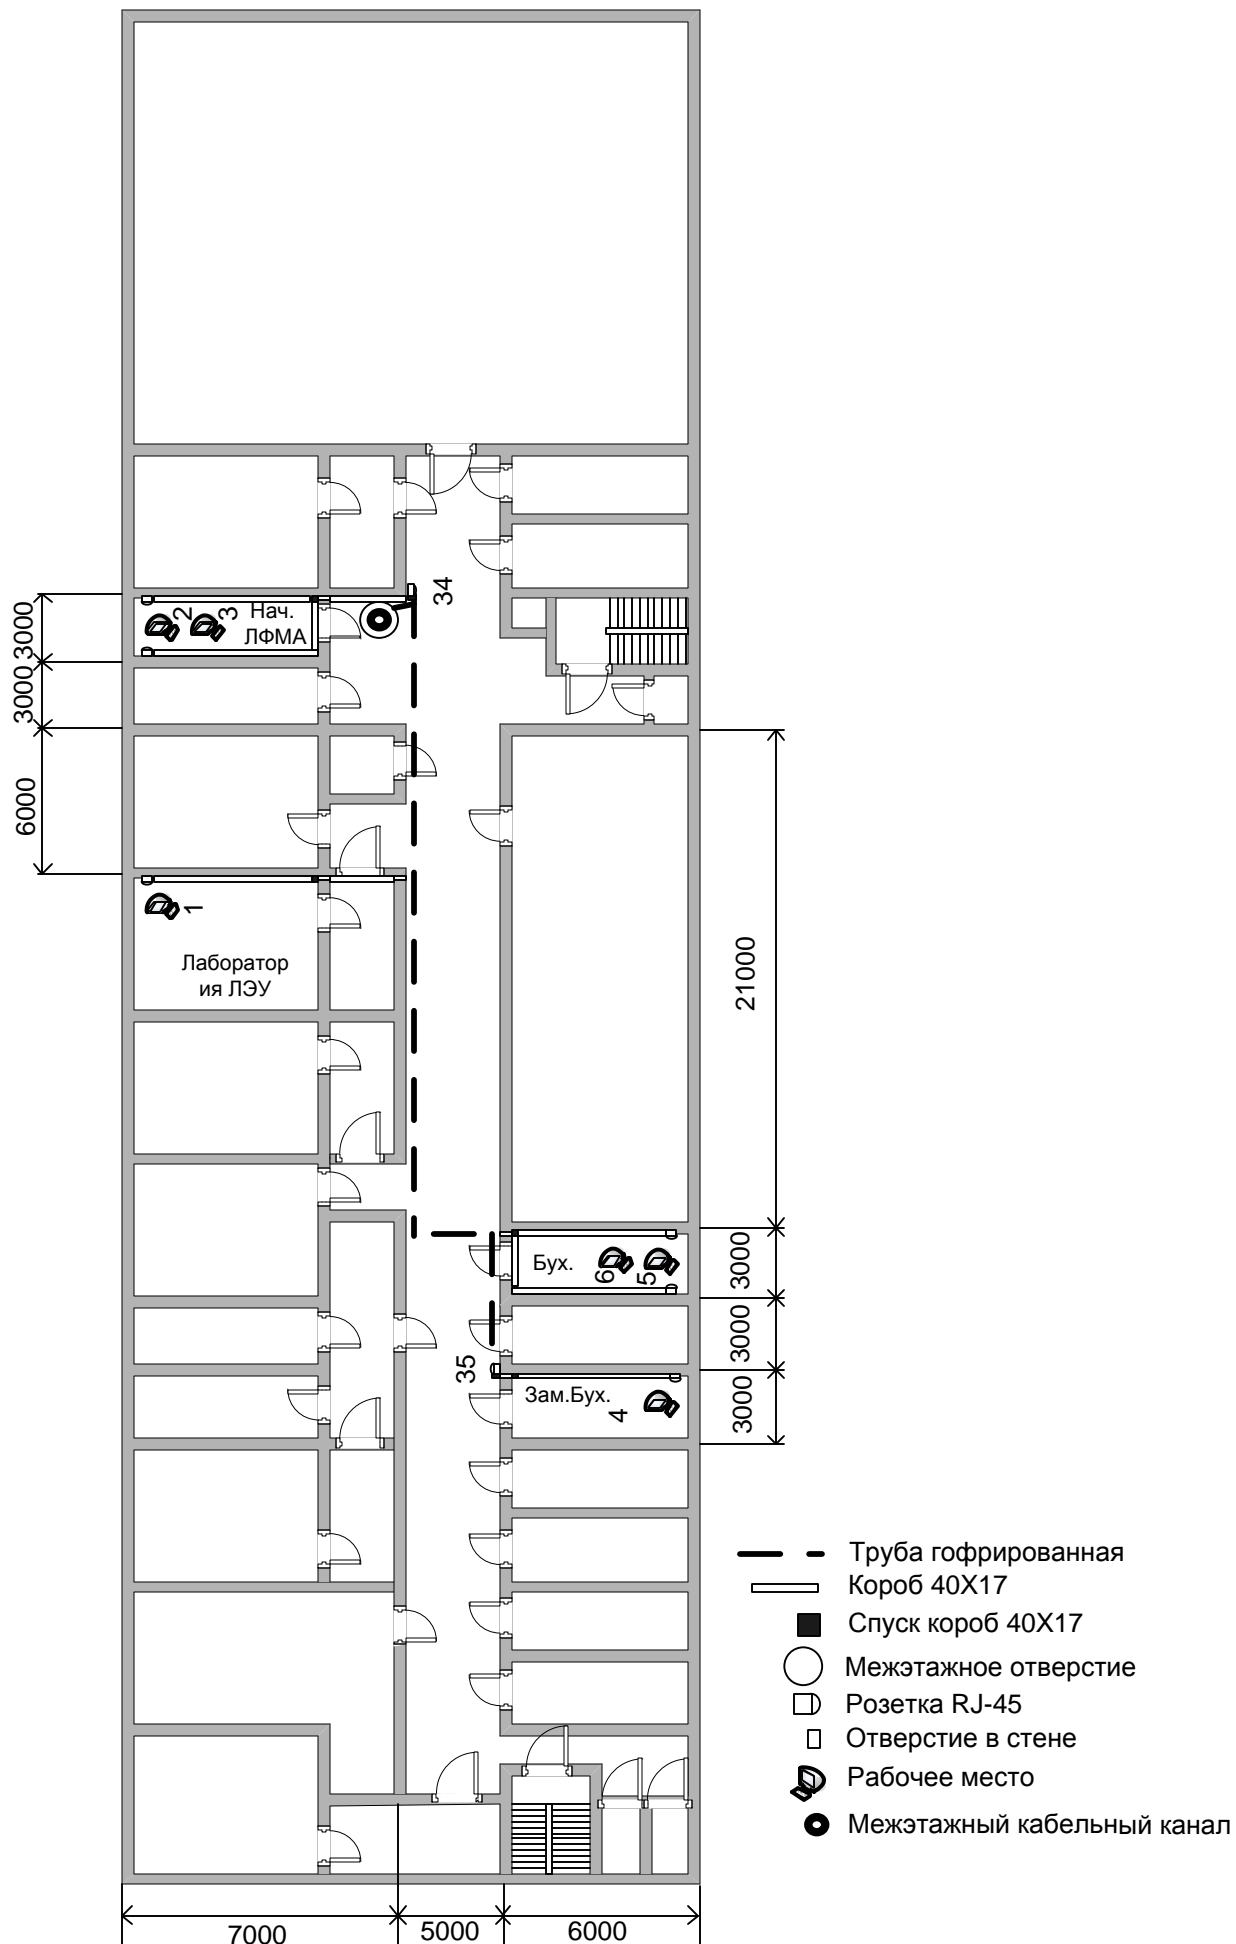 34
2
3
Нач.
ЛФМА
3000
3000
6000
1
Лаборатор
ия ЛЭУ
21000
Бух.
6
5
3000
3000
35
Зам.Бух.
4
3000
Труба гофрированная
Короб 40X17
Спуск короб 40X17
Межэтажное отверстие
Розетка RJ-45
Отверстие в стене
Рабочее место
Межэтажный кабельный канал
7000
5000
6000